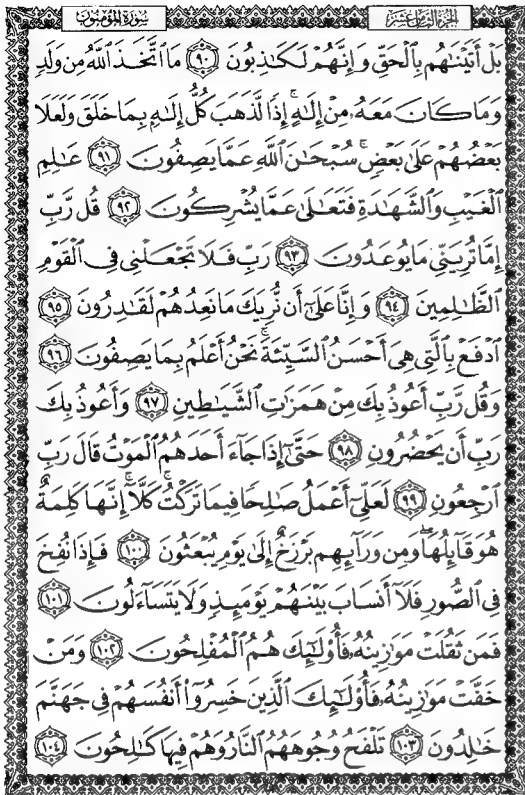 الجزء الثامن عشر
سورة المؤمنون
بَلْ أَتَيْنَٰهُم بِٱلْحَقِّ وَإِنَّهُمْ لَكَٰذِبُونَ ﴿٩٠﴾ مَا ٱتَّخَذَ ٱللَّهُ مِن وَلَدٍ
وَمَا كَانَ مَعَهُۥ مِنْ إِلَٰهٍ ۚ إِذًا لَّذَهَبَ كُلُّ إِلَٰهٍۭ بِمَا خَلَقَ وَلَعَلَا
بَعْضُهُمْ عَلَىٰ بَعْضٍ ۚ سُبْحَٰنَ ٱللَّهِ عَمَّا يَصِفُونَ ﴿٩١﴾ عَٰلِمِ
ٱلْغَيْبِ وَٱلشَّهَٰدَةِ فَتَعَٰلَىٰ عَمَّا يُشْرِكُونَ ﴿٩٢﴾ قُل رَّبِّ
إِمَّا تُرِيَنِّي مَا يُوعَدُونَ ﴿٩٣﴾ رَبِّ فَلَا تَجْعَلْنِي فِي ٱلْقَوْمِ
ٱلظَّٰلِمِينَ ﴿٩٤﴾ وَإِنَّا عَلَىٰٓ أَن نُّرِيَكَ مَا نَعِدُهُمْ لَقَٰدِرُونَ ﴿٩٥﴾
ٱدْفَعْ بِٱلَّتِي هِيَ أَحْسَنُ ٱلسَّيِّئَةَ ۚ نَحْنُ أَعْلَمُ بِمَا يَصِفُونَ ﴿٩٦﴾
وَقُل رَّبِّ أَعُوذُ بِكَ مِنْ هَمَزَٰتِ ٱلشَّيَٰطِينِ ﴿٩٧﴾ وَأَعُوذُ بِكَ
رَبِّ أَن يَحْضُرُونِ ﴿٩٨﴾ حَتَّىٰٓ إِذَا جَآءَ أَحَدَهُمُ ٱلْمَوْتُ قَالَ رَبِّ
ٱرْجِعُونِ ﴿٩٩﴾ لَعَلِّيٓ أَعْمَلُ صَٰلِحًا فِيمَا تَرَكْتُ ۚ كَلَّآ ۚ إِنَّهَا كَلِمَةٌ
هُوَ قَآئِلُهَا ۖ وَمِن وَرَآئِهِم بَرْزَخٌ إِلَىٰ يَوْمِ يُبْعَثُونَ ﴿١٠٠﴾ فَإِذَا نُفِخَ
فِي ٱلصُّورِ فَلَآ أَنسَابَ بَيْنَهُمْ يَوْمَئِذٍ وَلَا يَتَسَآءَلُونَ ﴿١٠١﴾
فَمَن ثَقُلَتْ مَوَٰزِينُهُۥ فَأُو۟لَٰٓئِكَ هُمُ ٱلْمُفْلِحُونَ ﴿١٠٢﴾ وَمَنْ
خَفَّتْ مَوَٰزِينُهُۥ فَأُو۟لَٰٓئِكَ ٱلَّذِينَ خَسِرُوٓا۟ أَنفُسَهُمْ فِي جَهَنَّمَ
خَٰلِدُونَ ﴿١٠٣﴾ تَلْفَحُ وُجُوهَهُمُ ٱلنَّارُ وَهُمْ فِيهَا كَٰلِحُونَ ﴿١٠٤﴾